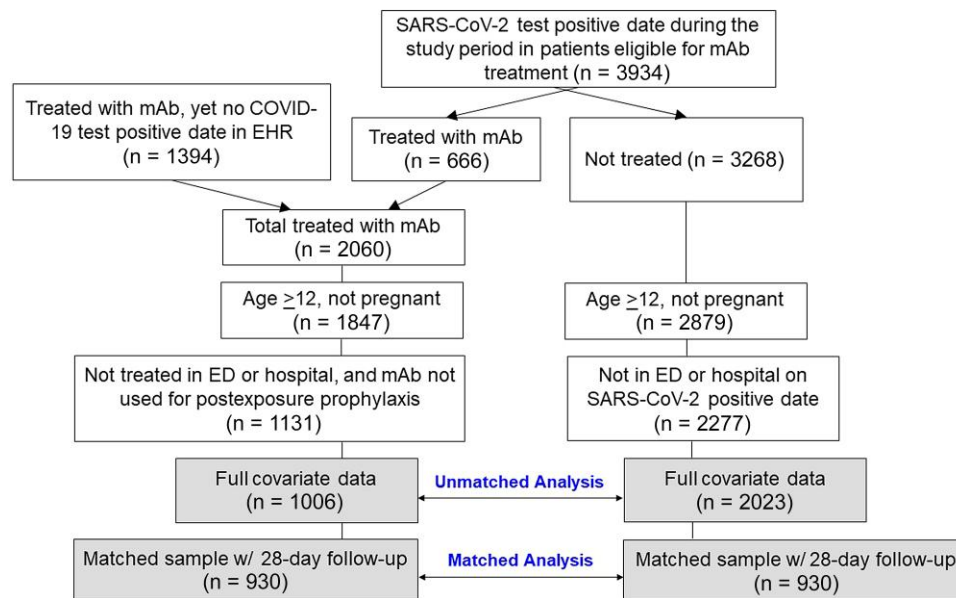 SARS-CoV-2 test positive date during the
study period in patients eligible for mAb
treatment (n = 3934)
Treated with mAb, yet no COVID-
19 test positive date in EHR
(n = 1394)
Treated with mAb
(n = 666)
Not treated (n = 3268)
Total treated with mAb
(n = 2060)
Age ≥12, not pregnant
(n = 1847)
Age ≥12, not pregnant
(n = 2879)
Not treated in ED or hospital, and mAb not
used for postexposure prophylaxis
(n = 1131)
Not in ED or hospital on
SARS-CoV-2 positive date
(n = 2277)
Full covariate data
(n = 1006)
Unmatched Analysis
Full covariate data
(n = 2023)
Matched sample w/ 28-day follow-up
(n = 930)
Matched Analysis
Matched sample w/ 28-day follow-up
(n = 930)